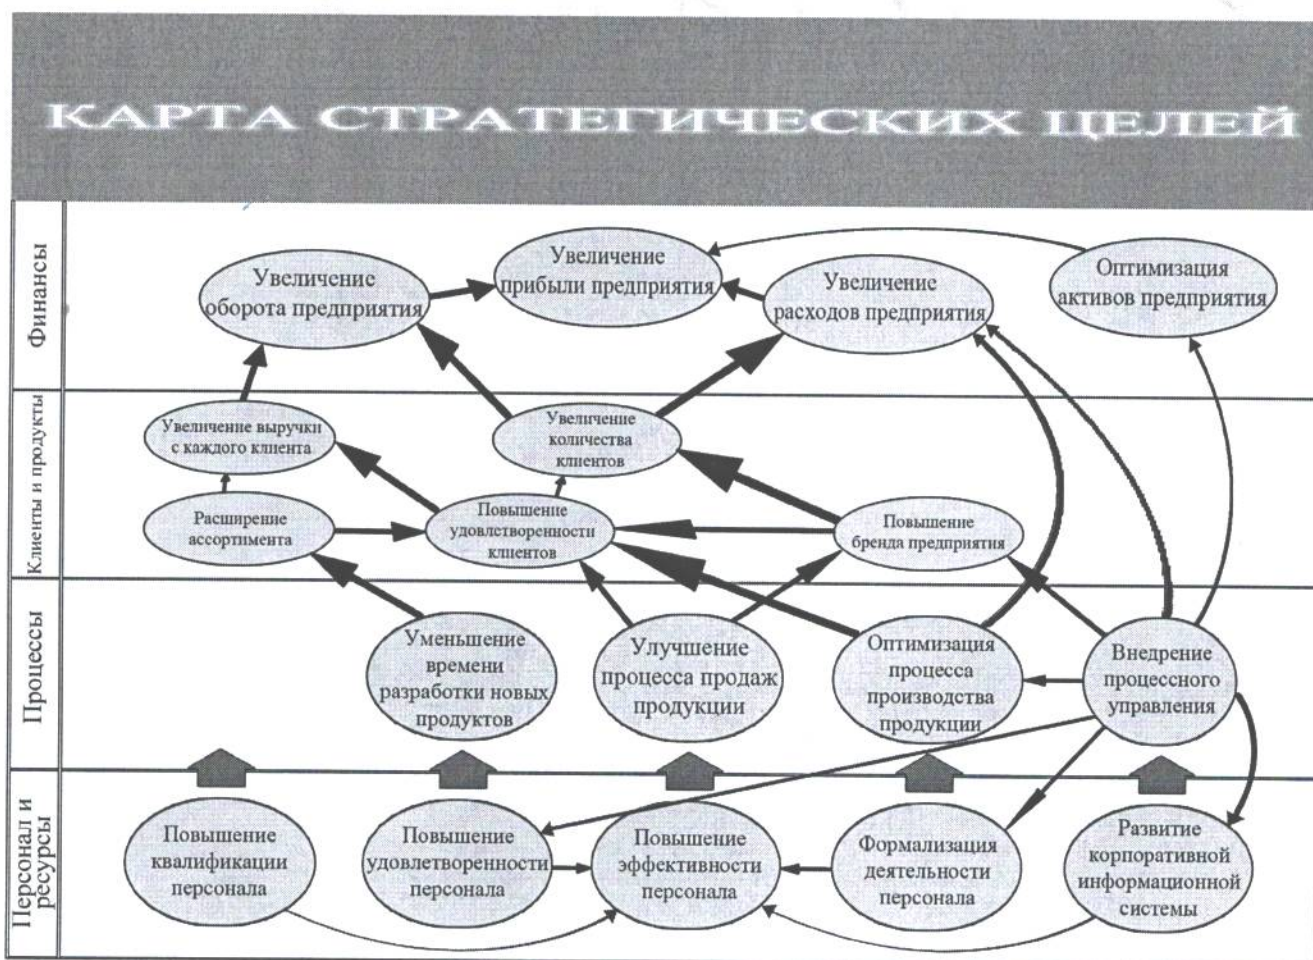 КАРТА СТРАТЕГИЧЕСКИХ ЦЕЛЕЙ
Финансы
Увеличение
оборота предприятия
Увеличение
прибыли предприятия
Увеличение
расходов предприятия
Оптимизация
активов предприятия
Клиенты и продукты
Увеличение выручки
с каждого клиента
Увеличение
количества
клиентов
Расширение
ассортимента
Повышение
удовлетворенности
клиентов
Повышение
бренда предприятия
Процессы
Уменьшение
времени
разработки новых
продуктов
Улучшение
процесса продаж
продукции
Оптимизация
процесса
производства
продукции
Внедрение
процессного
управления
Персонал и
ресурсы
Повышение
квалификации
персонала
Повышение
удовлетворенности
персонала
Повышение
эффективности
персонала
Формализация
деятельности
персонала
Развитие
корпоративной
информационной
системы